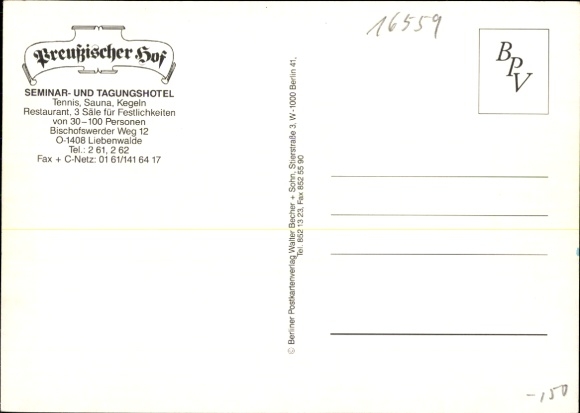 16559
Preußischer Hof
SEMINAR- UND TAGUNGSHOTEL
Tennis, Sauna, Kegeln
Restaurant, 3 Säle für Festlichkeiten
von 30–100 Personen
Bischofswerder Weg 12
O-1408 Liebenwalde
Tel.: 2 61, 2 62
Fax + C-Netz: 01 61/141 64 17
© Berliner Postkartenverlag Walter Becher + Sohn, Stierstraße 3, W - 1000 Berlin 41,
Tel. 852 13 23, Fax 852 55 90
BPV
-150